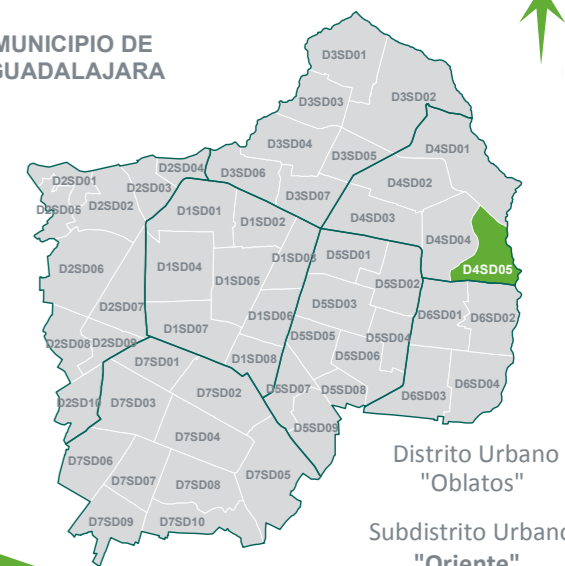 MUNICIPIO DE
GUADALAJARA
D3SD01
D3SD02
D3SD03
D3SD04
D3SD05
D3SD06
D3SD07
D4SD01
D4SD02
D4SD03
D4SD04
D4SD05
D2SD04
D2SD01
D2SD03
D2SD05
D2SD02
D2SD06
D2SD07
D2SD08
D2SD09
D2SD10
D1SD01
D1SD02
D1SD03
D1SD04
D1SD05
D1SD06
D1SD07
D1SD08
D5SD01
D5SD02
D5SD03
D5SD04
D5SD05
D5SD06
D5SD07
D5SD08
D5SD09
D6SD01
D6SD02
D6SD03
D6SD04
D7SD01
D7SD02
D7SD03
D7SD04
D7SD05
D7SD06
D7SD07
D7SD08
D7SD09
D7SD10
Distrito Urbano
"Oblatos"
Subdistrito Urbano
"Oriente"